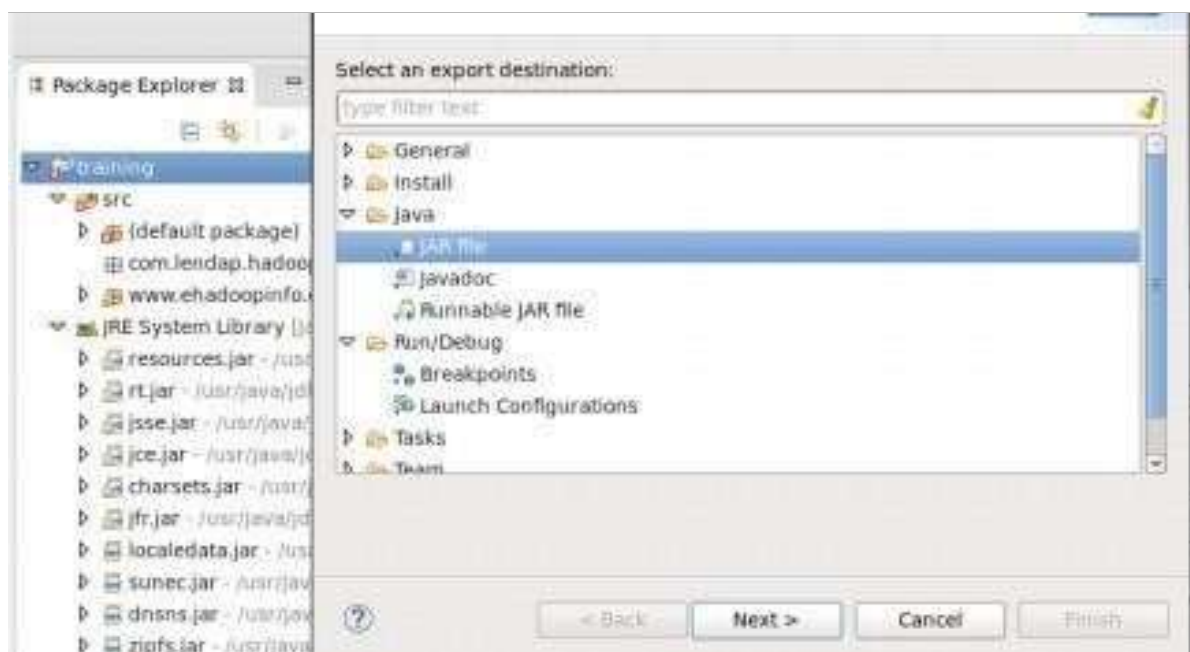 Package Explorer
training
src
(default package)
com.lendap.hadoo
www.ehadoopinfo.
JRE System Library
resources.jar - /us
rt.jar - /usr/java/jd
jsse.jar - /usr/java/
jce.jar - /usr/java/j
charsets.jar - /usr/j
jfr.jar - /usr/java/jd
localedata.jar - /us
sunec.jar - /usr/jav
dnsns.jar - /usr/jav
zipfs.jar - /usr/java
Select an export destination:
type filter text
General
Install
Java
JAR file
Javadoc
Runnable JAR file
Run/Debug
Breakpoints
Launch Configurations
Tasks
Team
< Back
Next >
Cancel
Finish